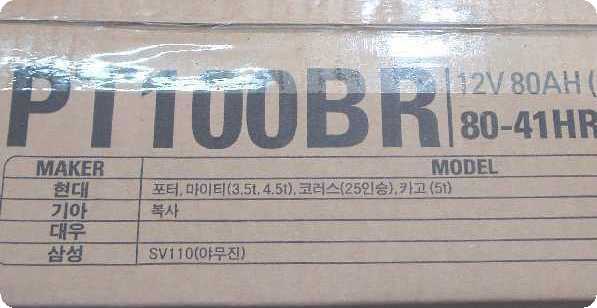 PT100BR 12V 80AH (
80-41HR
MAKER MODEL
현대 포터, 마이티(3.5t, 4.5t), 코러스(25인승), 카고 (5t)
기아 복사
대우
삼성 SV110(야무진)